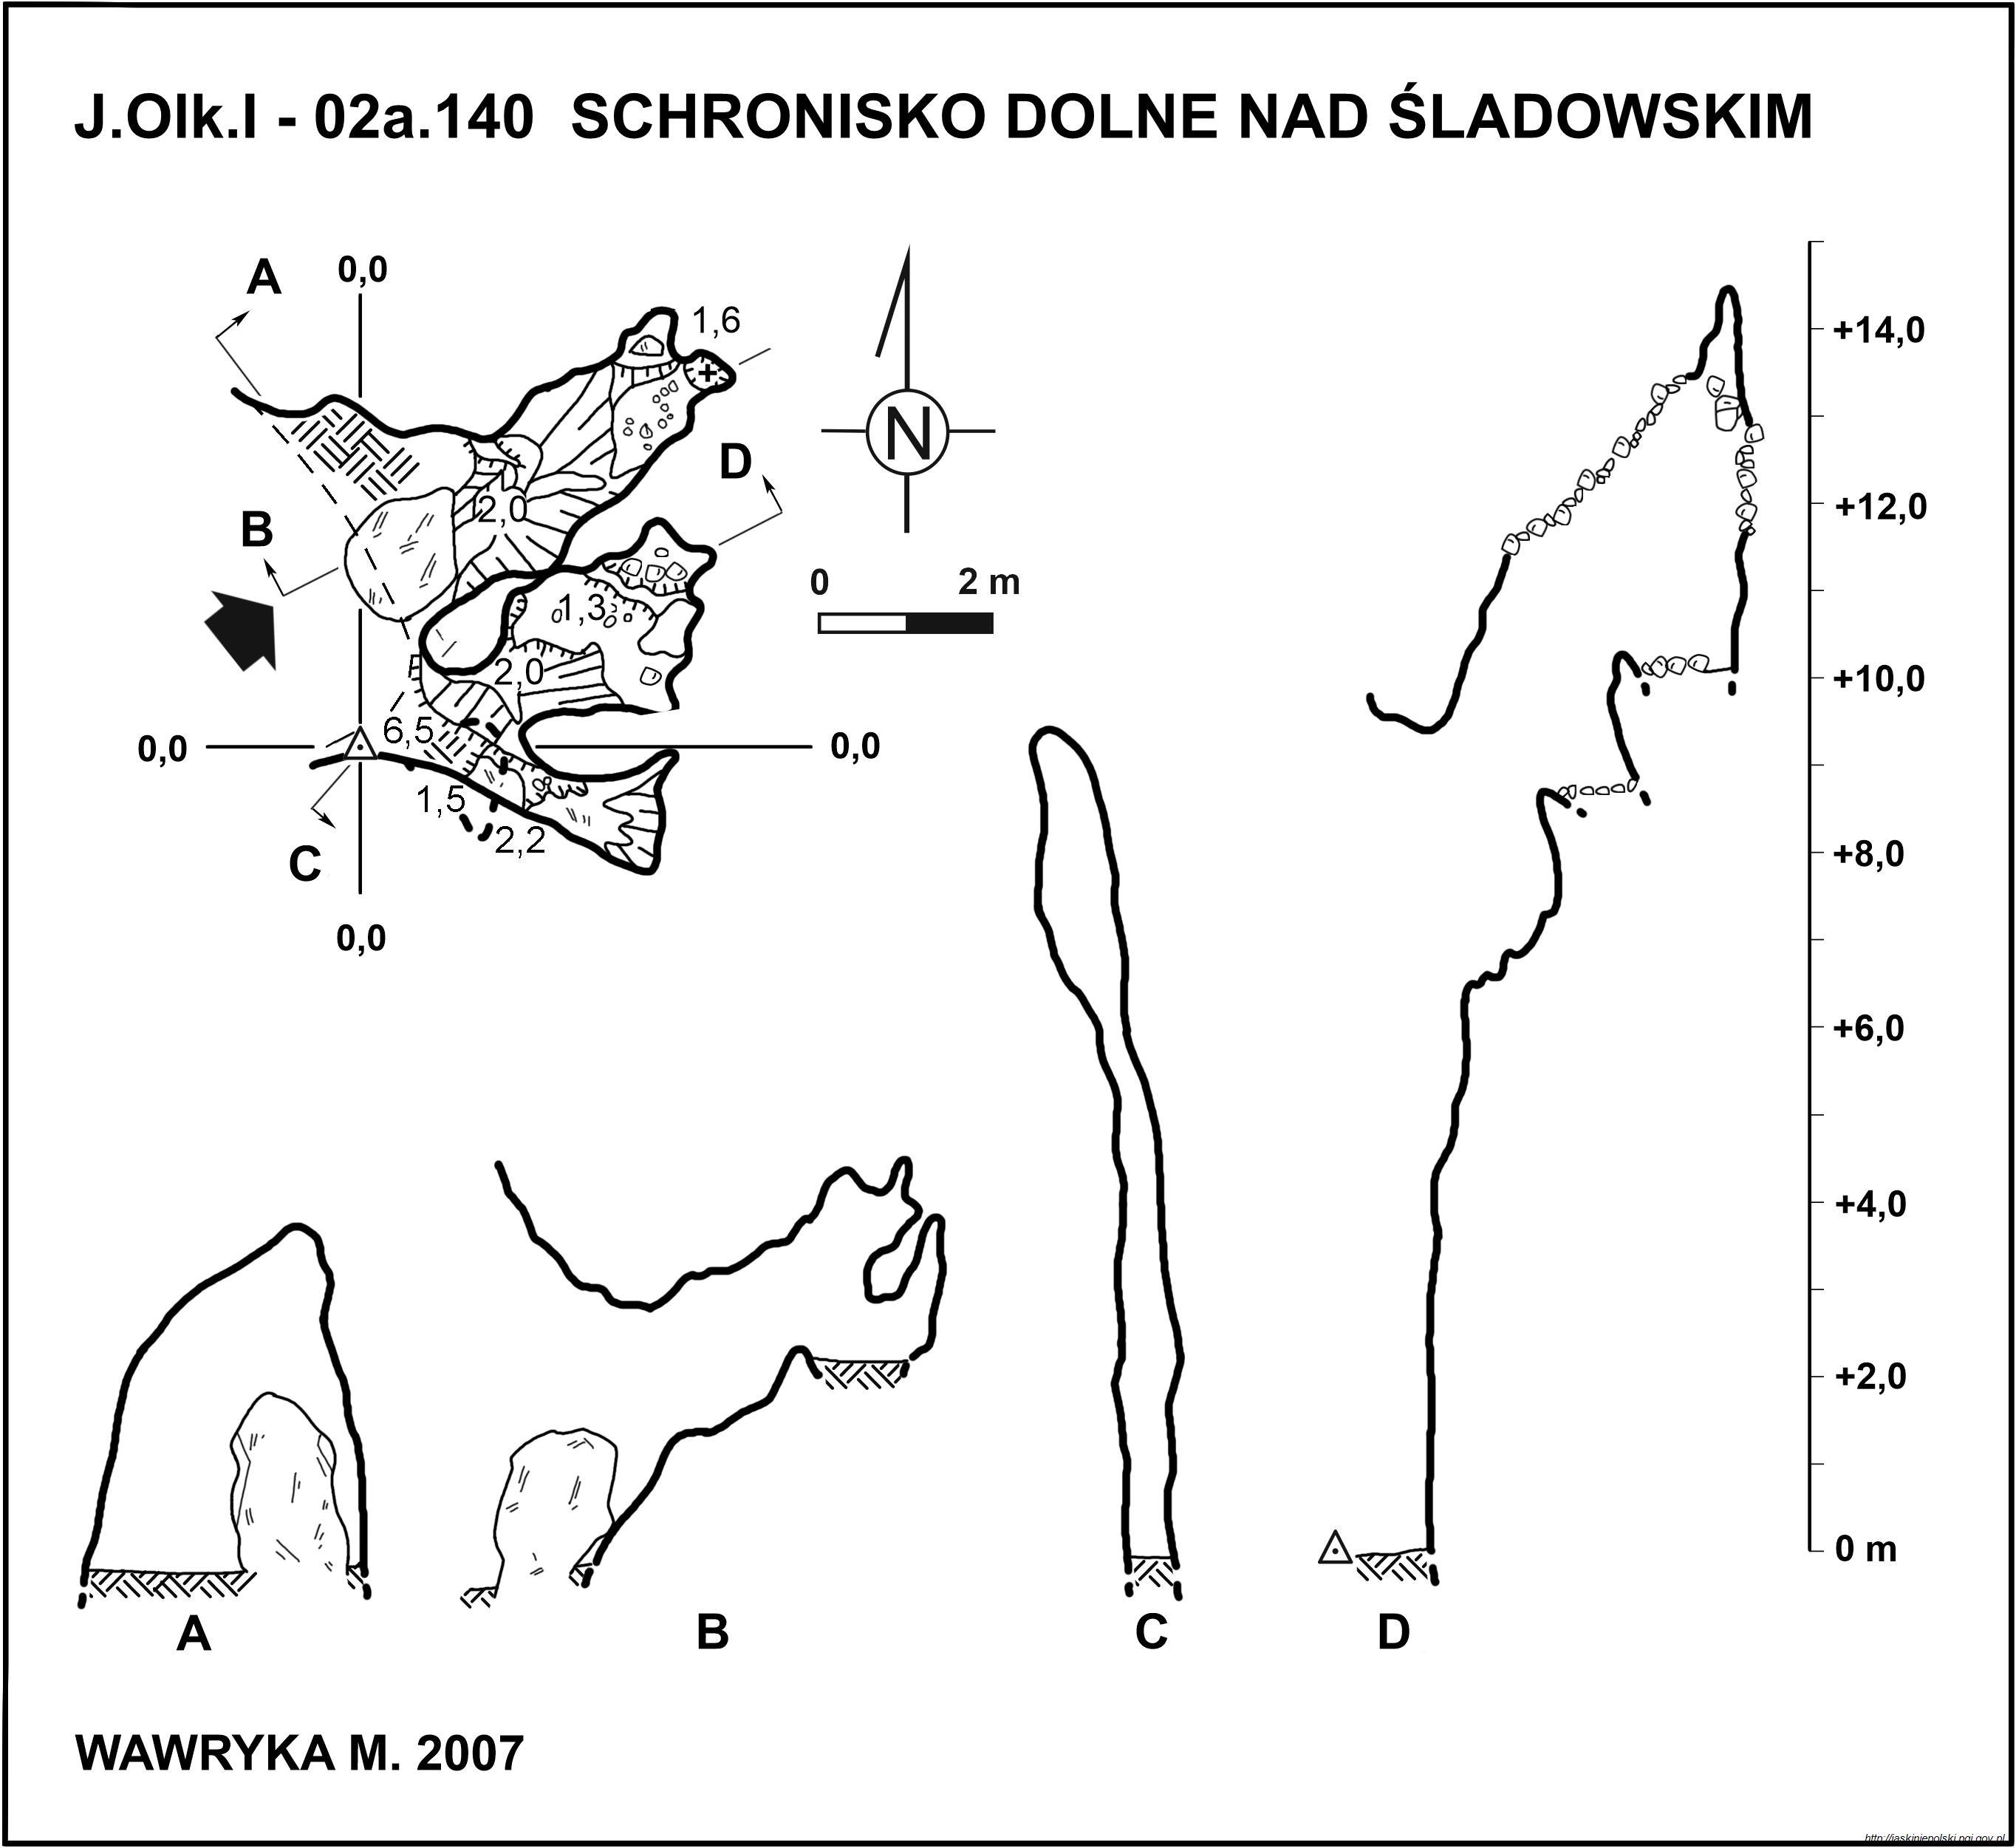 J.Olk.I - 02a.140 SCHRONISKO DOLNE NAD ŚLADOWSKIM
A
0,0
1,6
D
2,0
B
N
0
2 m
1,3
2,0
6,5
0,0
0,0
1,5
2,2
C
0,0
+14,0
+12,0
+10,0
+8,0
+6,0
+4,0
+2,0
0 m
A
B
C
D
WAWRYKA M. 2007
http://jaskiniepolski.pgi.gov.pl